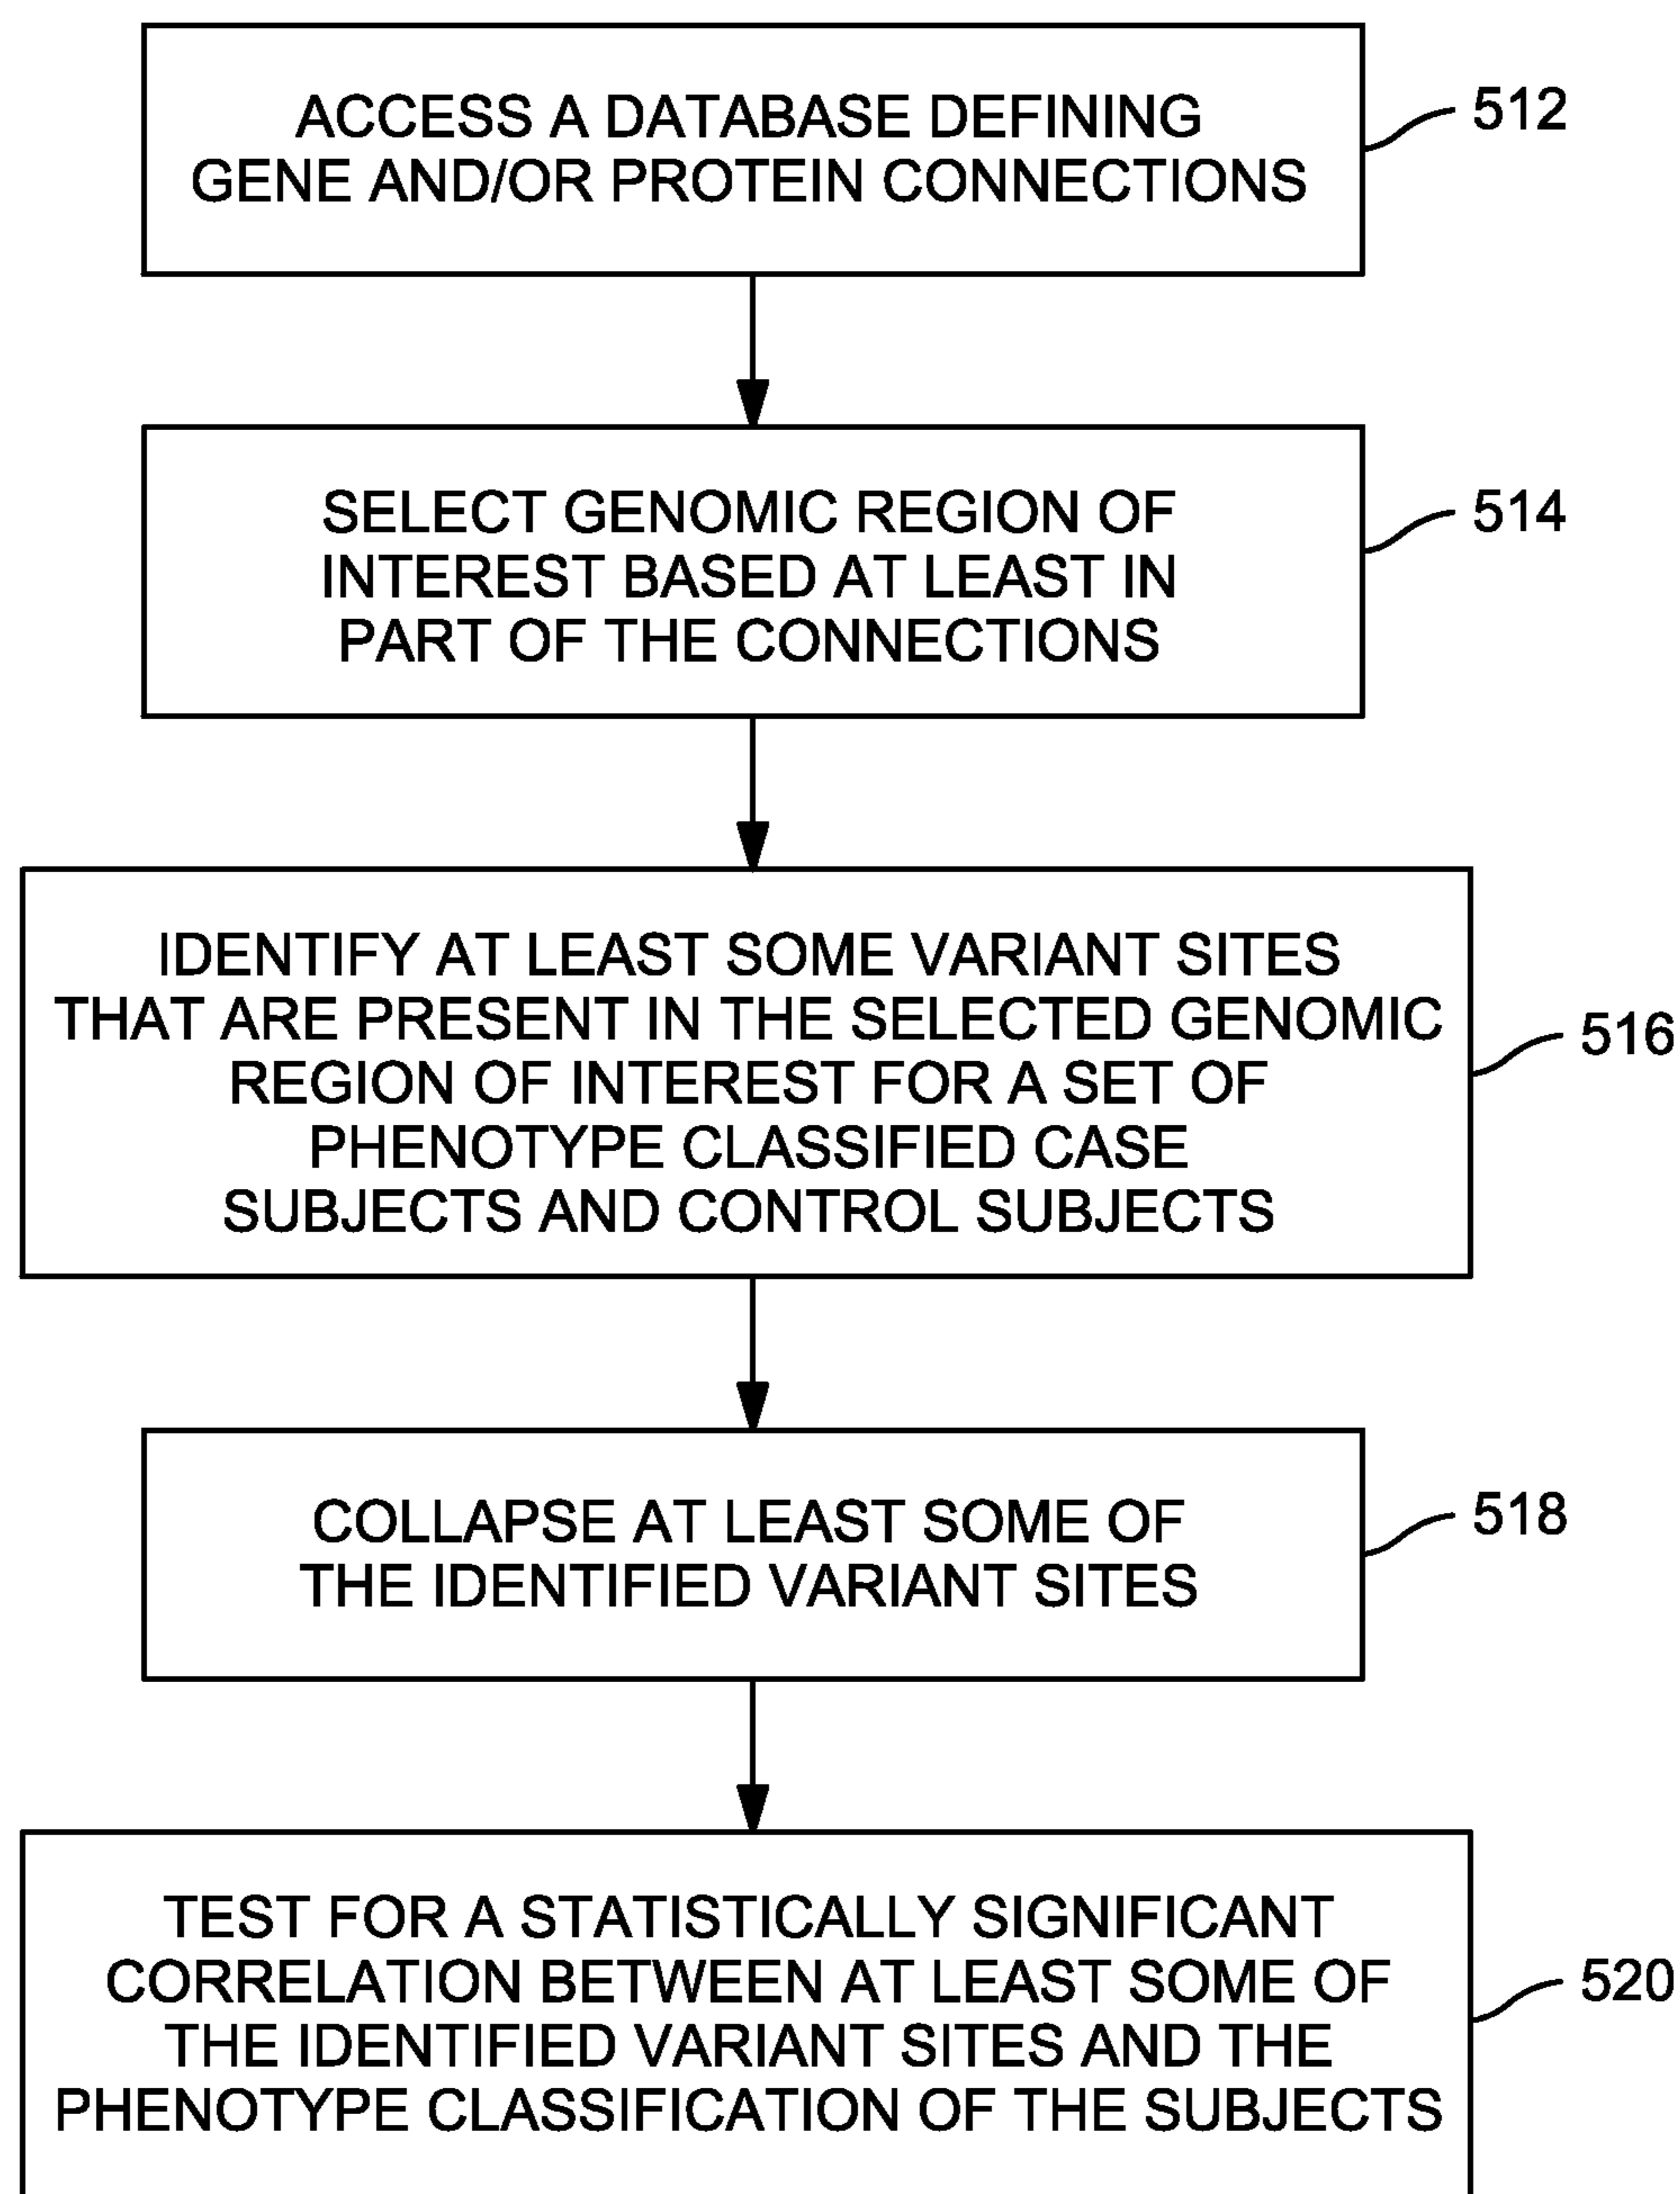 ACCESS A DATABASE DEFINING
GENE AND/OR PROTEIN CONNECTIONS
512
SELECT GENOMIC REGION OF
INTEREST BASED AT LEAST IN
PART OF THE CONNECTIONS
514
IDENTIFY AT LEAST SOME VARIANT SITES
THAT ARE PRESENT IN THE SELECTED GENOMIC
REGION OF INTEREST FOR A SET OF
PHENOTYPE CLASSIFIED CASE
SUBJECTS AND CONTROL SUBJECTS
516
COLLAPSE AT LEAST SOME OF
THE IDENTIFIED VARIANT SITES
518
TEST FOR A STATISTICALLY SIGNIFICANT
CORRELATION BETWEEN AT LEAST SOME OF
THE IDENTIFIED VARIANT SITES AND THE
PHENOTYPE CLASSIFICATION OF THE SUBJECTS
520